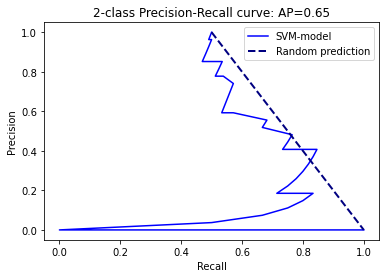 2-class Precision-Recall curve: AP=0.65
SVM-model
Random prediction
1.0
0.8
0.6
0.4
0.2
0.0
Precision
0.0 0.2 0.4 0.6 0.8 1.0
Recall